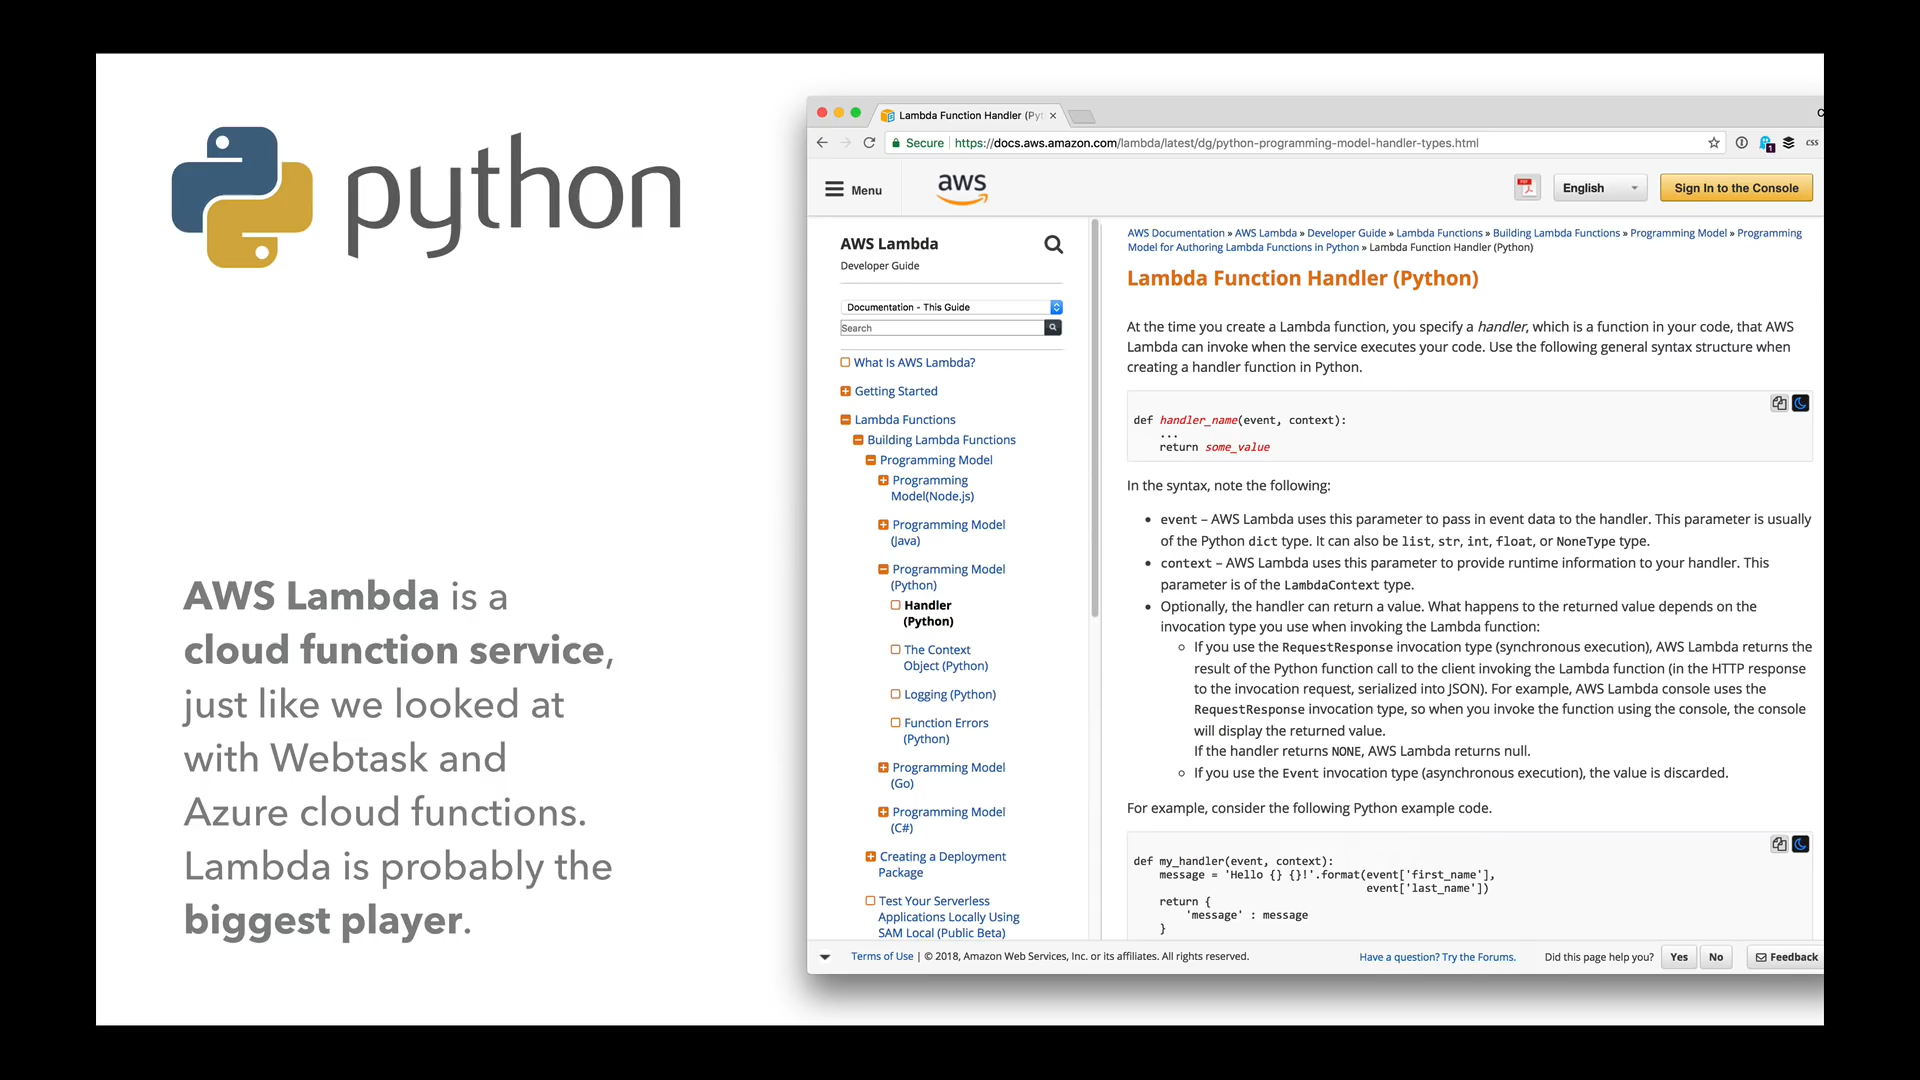 python
AWS Lambda is a
cloud function service,
just like we looked at
with Webtask and
Azure cloud functions.
Lambda is probably the
biggest player.
Lambda Function Handler (Pyt
Secure https://docs.aws.amazon.com/lambda/latest/dg/python-programming-model-handler-types.html
1
css
Menu
aws
English
Sign In to the Console
AWS Lambda
Developer Guide
Documentation - This Guide
Search
What Is AWS Lambda?
Getting Started
Lambda Functions
Building Lambda Functions
Programming Model
Programming
Model(Node.js)
Programming Model
(Java)
Programming Model
(Python)
Handler
(Python)
The Context
Object (Python)
Logging (Python)
Function Errors
(Python)
Programming Model
(Go)
Programming Model
(C#)
Creating a Deployment
Package
Test Your Serverless
Applications Locally Using
SAM Local (Public Beta)
AWS Documentation » AWS Lambda » Developer Guide » Lambda Functions » Building Lambda Functions » Programming Model » Programming
Model for Authoring Lambda Functions in Python » Lambda Function Handler (Python)
Lambda Function Handler (Python)
At the time you create a Lambda function, you specify a handler, which is a function in your code, that AWS
Lambda can invoke when the service executes your code. Use the following general syntax structure when
creating a handler function in Python.
def handler_name(event, context):
...
return some_value
In the syntax, note the following:
• event – AWS Lambda uses this parameter to pass in event data to the handler. This parameter is usually
of the Python dict type. It can also be list, str, int, float, or NoneType type.
• context – AWS Lambda uses this parameter to provide runtime information to your handler. This
parameter is of the LambdaContext type.
• Optionally, the handler can return a value. What happens to the returned value depends on the
invocation type you use when invoking the Lambda function:
○ If you use the RequestResponse invocation type (synchronous execution), AWS Lambda returns the
result of the Python function call to the client invoking the Lambda function (in the HTTP response
to the invocation request, serialized into JSON). For example, AWS Lambda console uses the
RequestResponse invocation type, so when you invoke the function using the console, the console
will display the returned value.
If the handler returns NONE, AWS Lambda returns null.
○ If you use the Event invocation type (asynchronous execution), the value is discarded.
For example, consider the following Python example code.
def my_handler(event, context):
message = 'Hello {} {}!'.format(event['first_name'],
event['last_name'])
return {
'message' : message
}
Terms of Use | © 2018, Amazon Web Services, Inc. or its affiliates. All rights reserved.
Have a question? Try the Forums.
Did this page help you?
Yes
No
Feedback